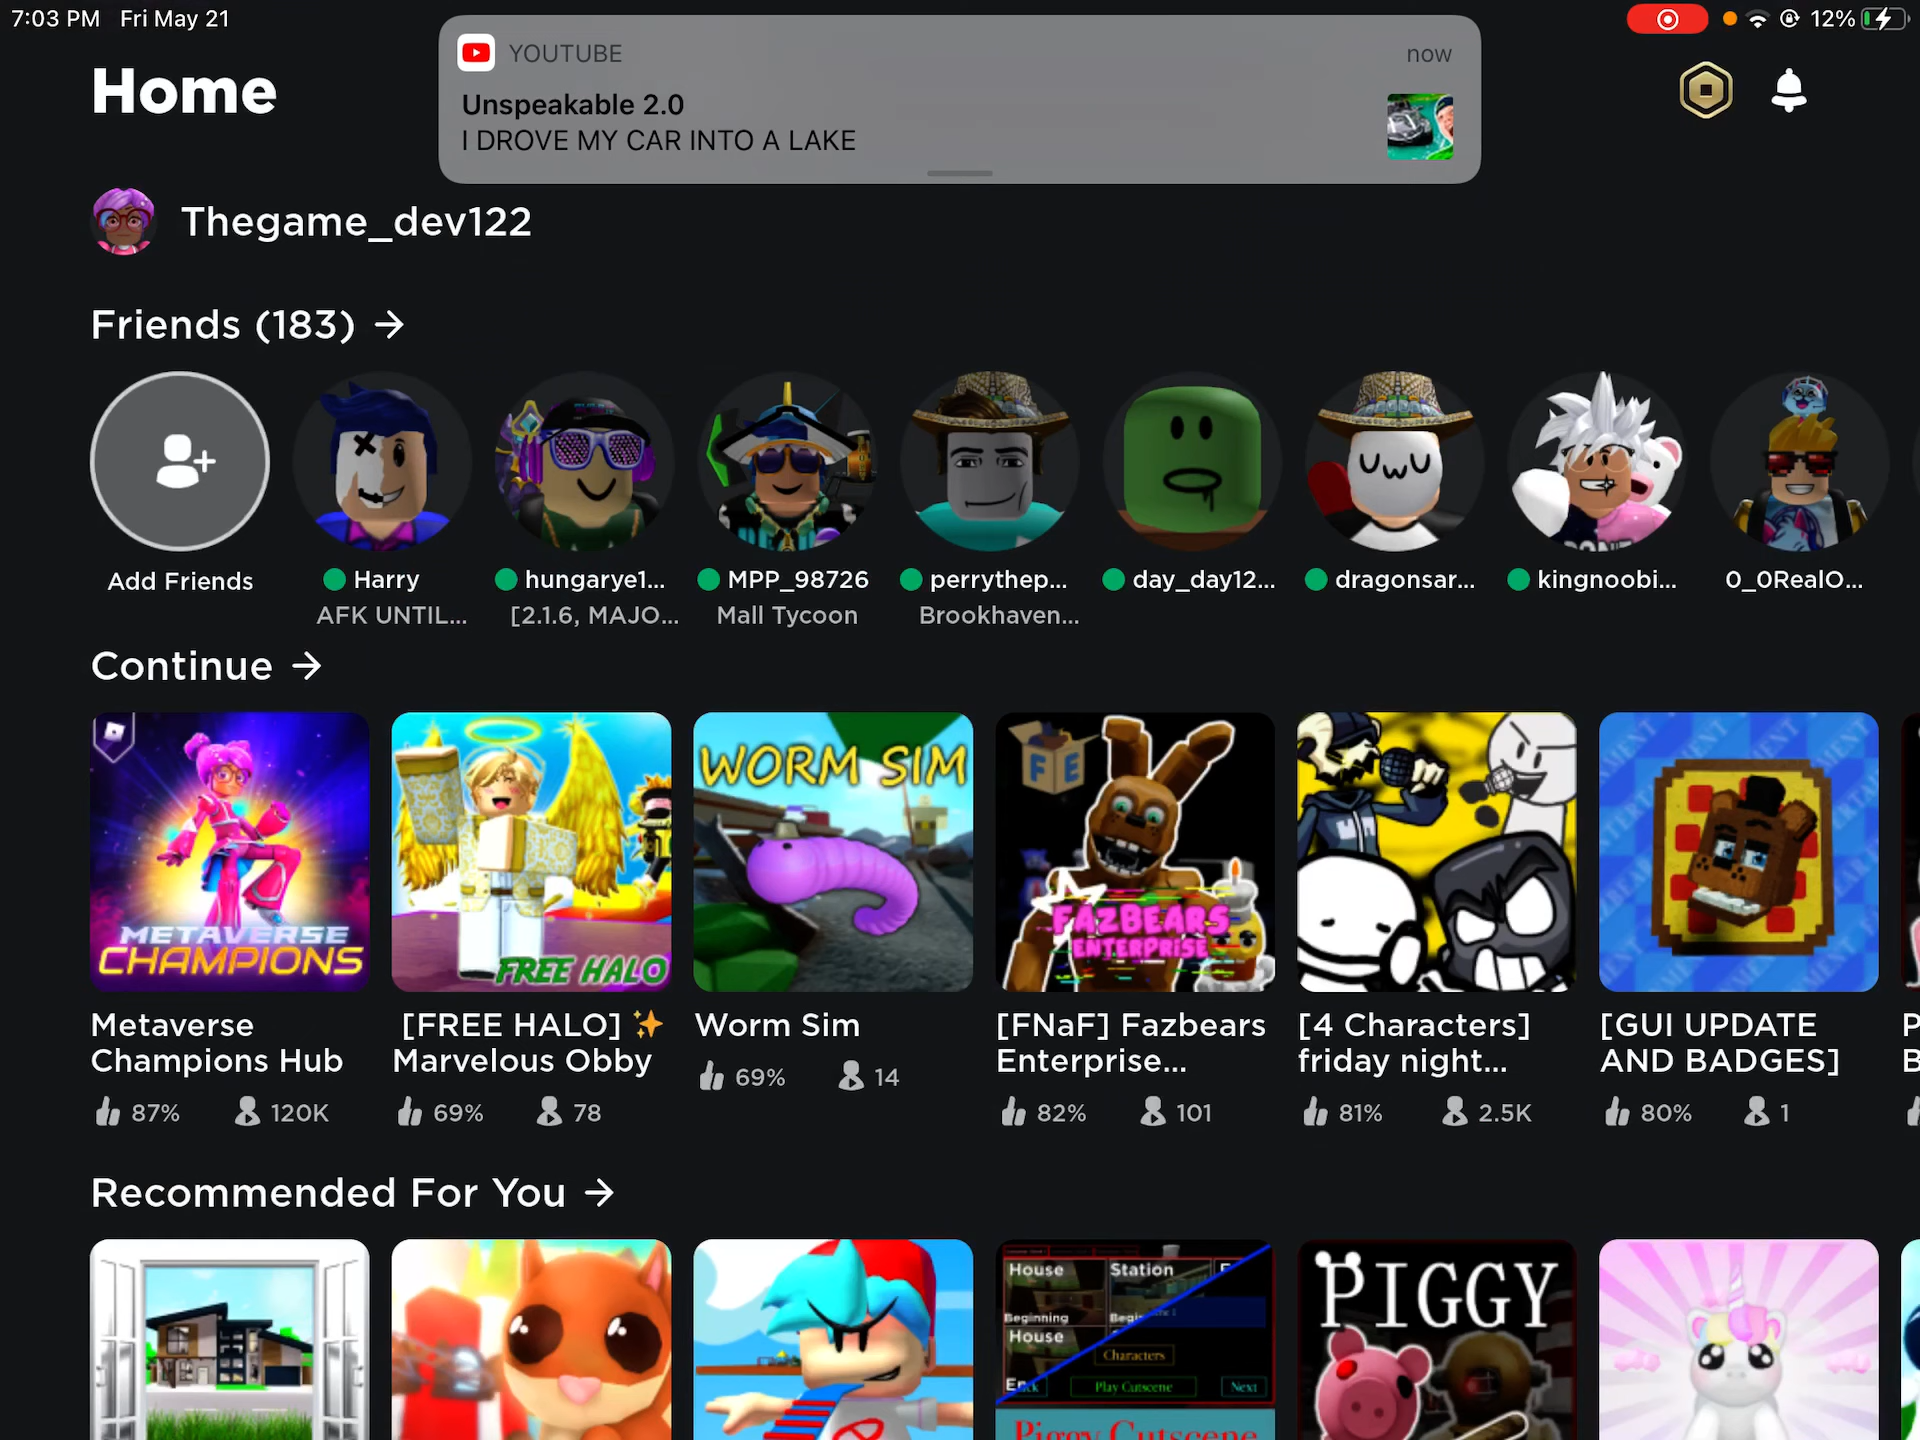 7:03 PM Fri May 21
12%
YOUTUBE
now
Unspeakable 2.0
I DROVE MY CAR INTO A LAKE
Home
Thegame_dev122
Friends (183) →
Add Friends
Harry
AFK UNTIL...
hungarye1...
[2.1.6, MAJO...
MPP_98726
Mall Tycoon
perrythep...
Brookhaven...
day_day12...
dragonsar...
kingnoobi...
0_0RealO...
Continue →
METAVERSE
CHAMPIONS
FREE HALO
WORM SIM
FE
FAZBEARS
ENTERPRISE
Metaverse
Champions Hub
87% 120K
[FREE HALO] ✨
Marvelous Obby
69% 78
Worm Sim
69% 14
[FNaF] Fazbears
Enterprise...
82% 101
[4 Characters]
friday night...
81% 2.5K
[GUI UPDATE
AND BADGES]
80% 1
Recommended For You →
House
Station
Beginning
House
Characters
Play Cutscene
Next
Piggy Cutscene
PIGGY